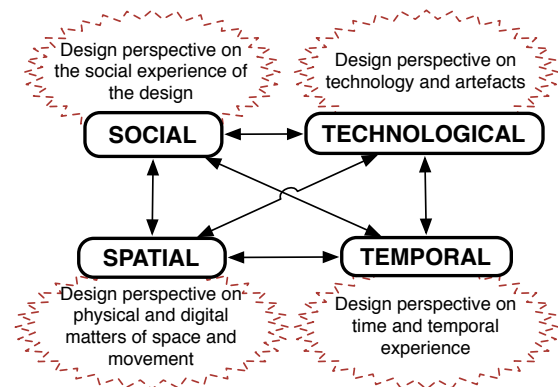 Design perspective on
the social experience of
the design
SOCIAL
Design perspective on
technology and artefacts
TECHNOLOGICAL
SPATIAL
Design perspective on
physical and digital
matters of space and
movement
TEMPORAL
Design perspective on
time and temporal
experience